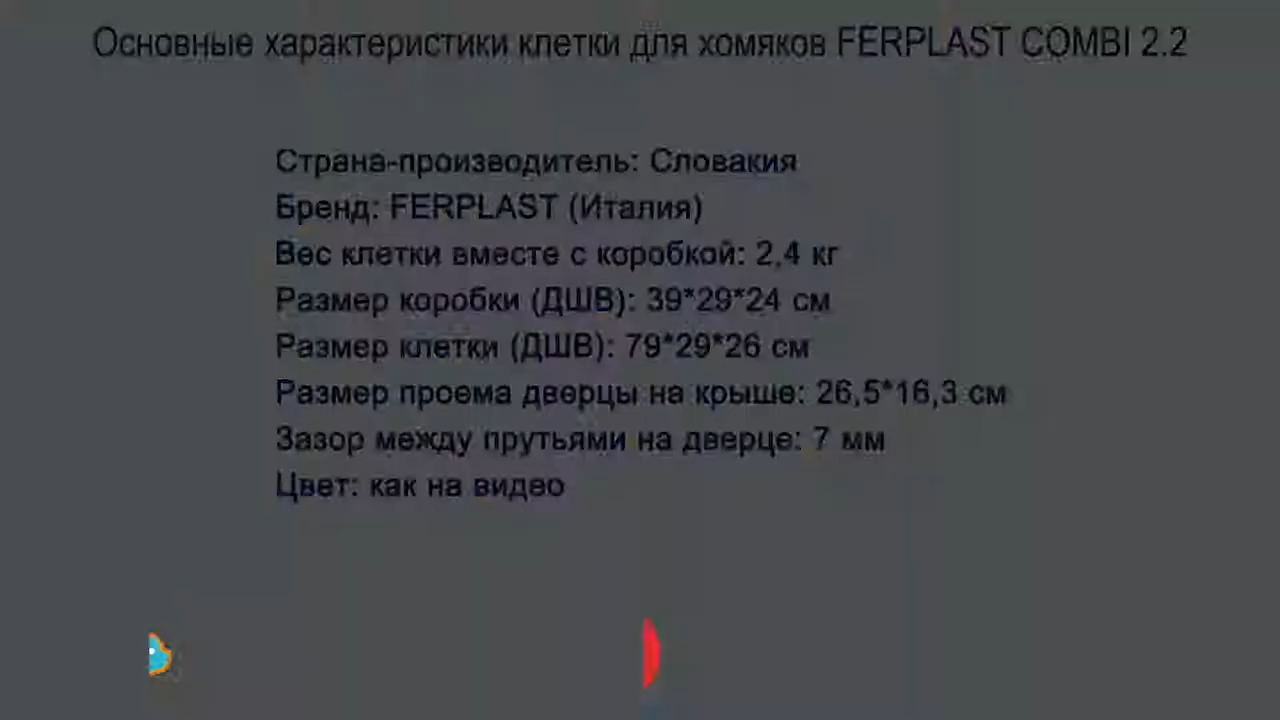 Основные характеристики клетки для хомяков FERPLAST COMBI 2.2
Страна-производитель: Словакия
Бренд: FERPLAST (Италия)
Вес клетки вместе с коробкой: 2,4 кг
Размер коробки (ДШВ): 39*29*24 см
Размер клетки (ДШВ): 79*29*26 см
Размер проема дверцы на крыше: 26,5*16,3 см
Зазор между прутьями на дверце: 7 мм
Цвет: как на видео